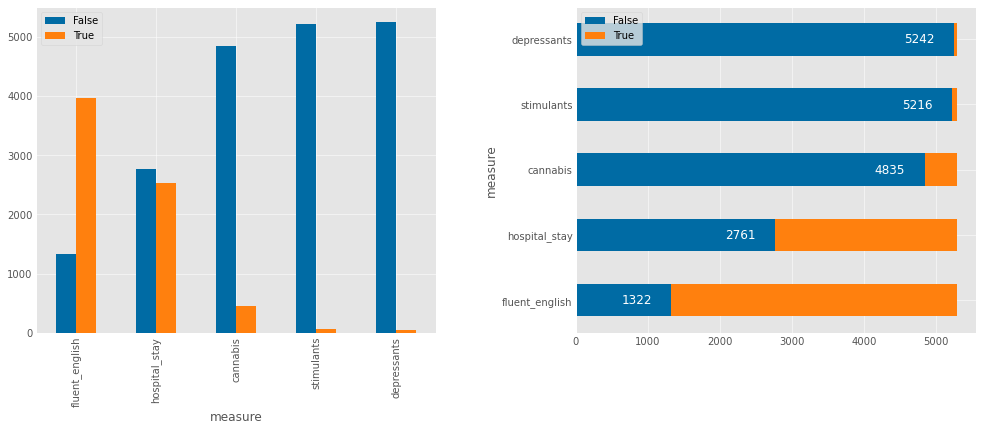 False
True
5000
4000
3000
2000
1000
0
fluent_english
hospital_stay
cannabis
stimulants
depressants
measure
False
True
depressants
5242
stimulants
5216
cannabis
4835
hospital_stay
2761
fluent_english
1322
measure
0 1000 2000 3000 4000 5000